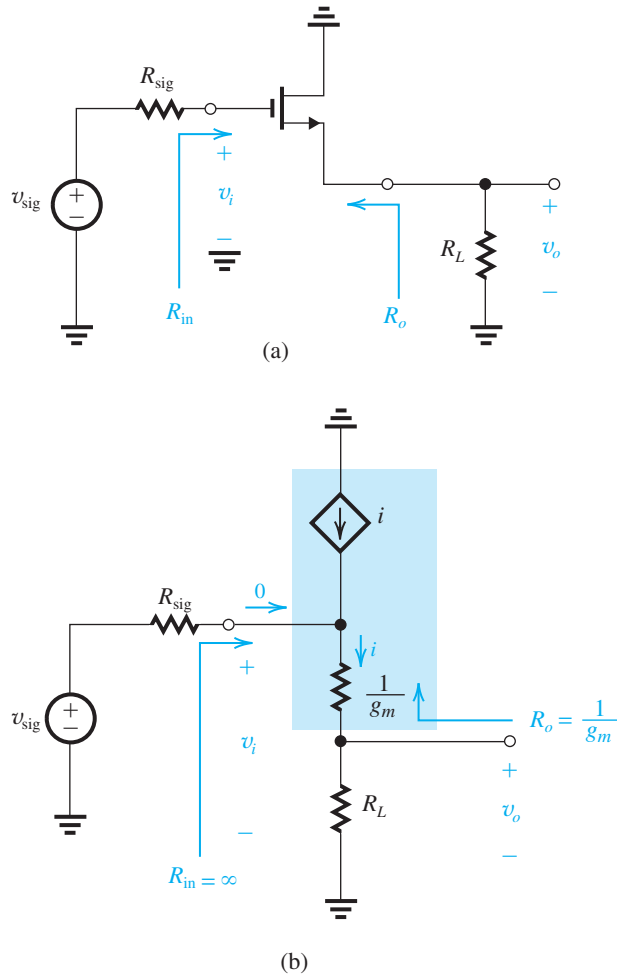 R_sig
+
v_sig
+
−
v_i
−
R_in
R_o
R_L
+
v_o
−
(a)
i
0
R_sig
i
+
1/g_m
R_o = 1/g_m
v_sig
+
−
v_i
−
R_L
+
v_o
−
R_in = ∞
(b)